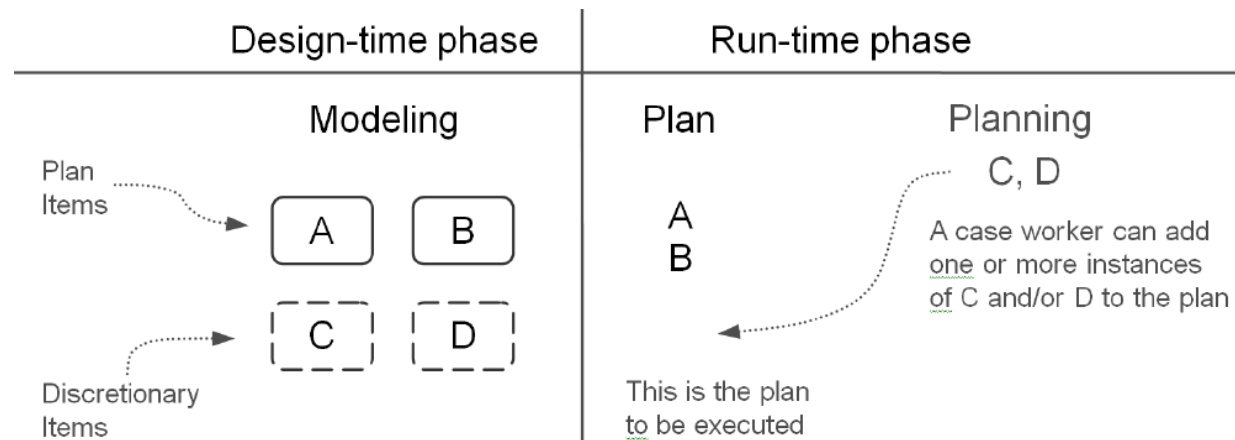 Design-time phase
Run-time phase
Modeling
Plan
Items
A
B
C
D
Discretionary
Items
Plan
A
B
This is the plan
to be executed
Planning
C, D
A case worker can add
one or more instances
of C and/or D to the plan